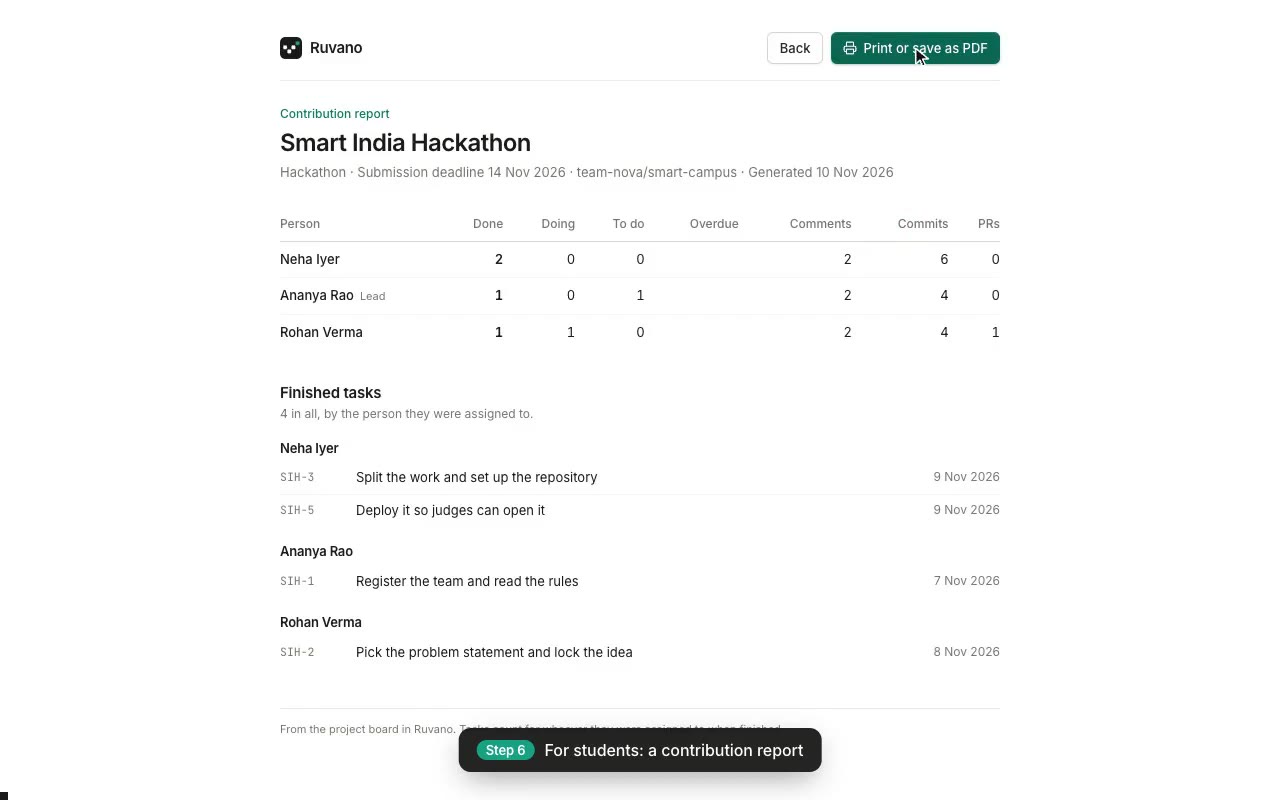 Ruvano
Back
Print or save as PDF
Contribution report
Smart India Hackathon
Hackathon · Submission deadline 14 Nov 2026 · team-nova/smart-campus · Generated 10 Nov 2026
Person Done Doing To do Overdue Comments Commits PRs
Neha Iyer 2 0 0 2 6 0
Ananya Rao Lead 1 0 1 2 4 0
Rohan Verma 1 1 0 2 4 1
Finished tasks
4 in all, by the person they were assigned to.
Neha Iyer
SIH-3 Split the work and set up the repository 9 Nov 2026
SIH-5 Deploy it so judges can open it 9 Nov 2026
Ananya Rao
SIH-1 Register the team and read the rules 7 Nov 2026
Rohan Verma
SIH-2 Pick the problem statement and lock the idea 8 Nov 2026
From the project board in Ruvano.
Step 6 For students: a contribution report